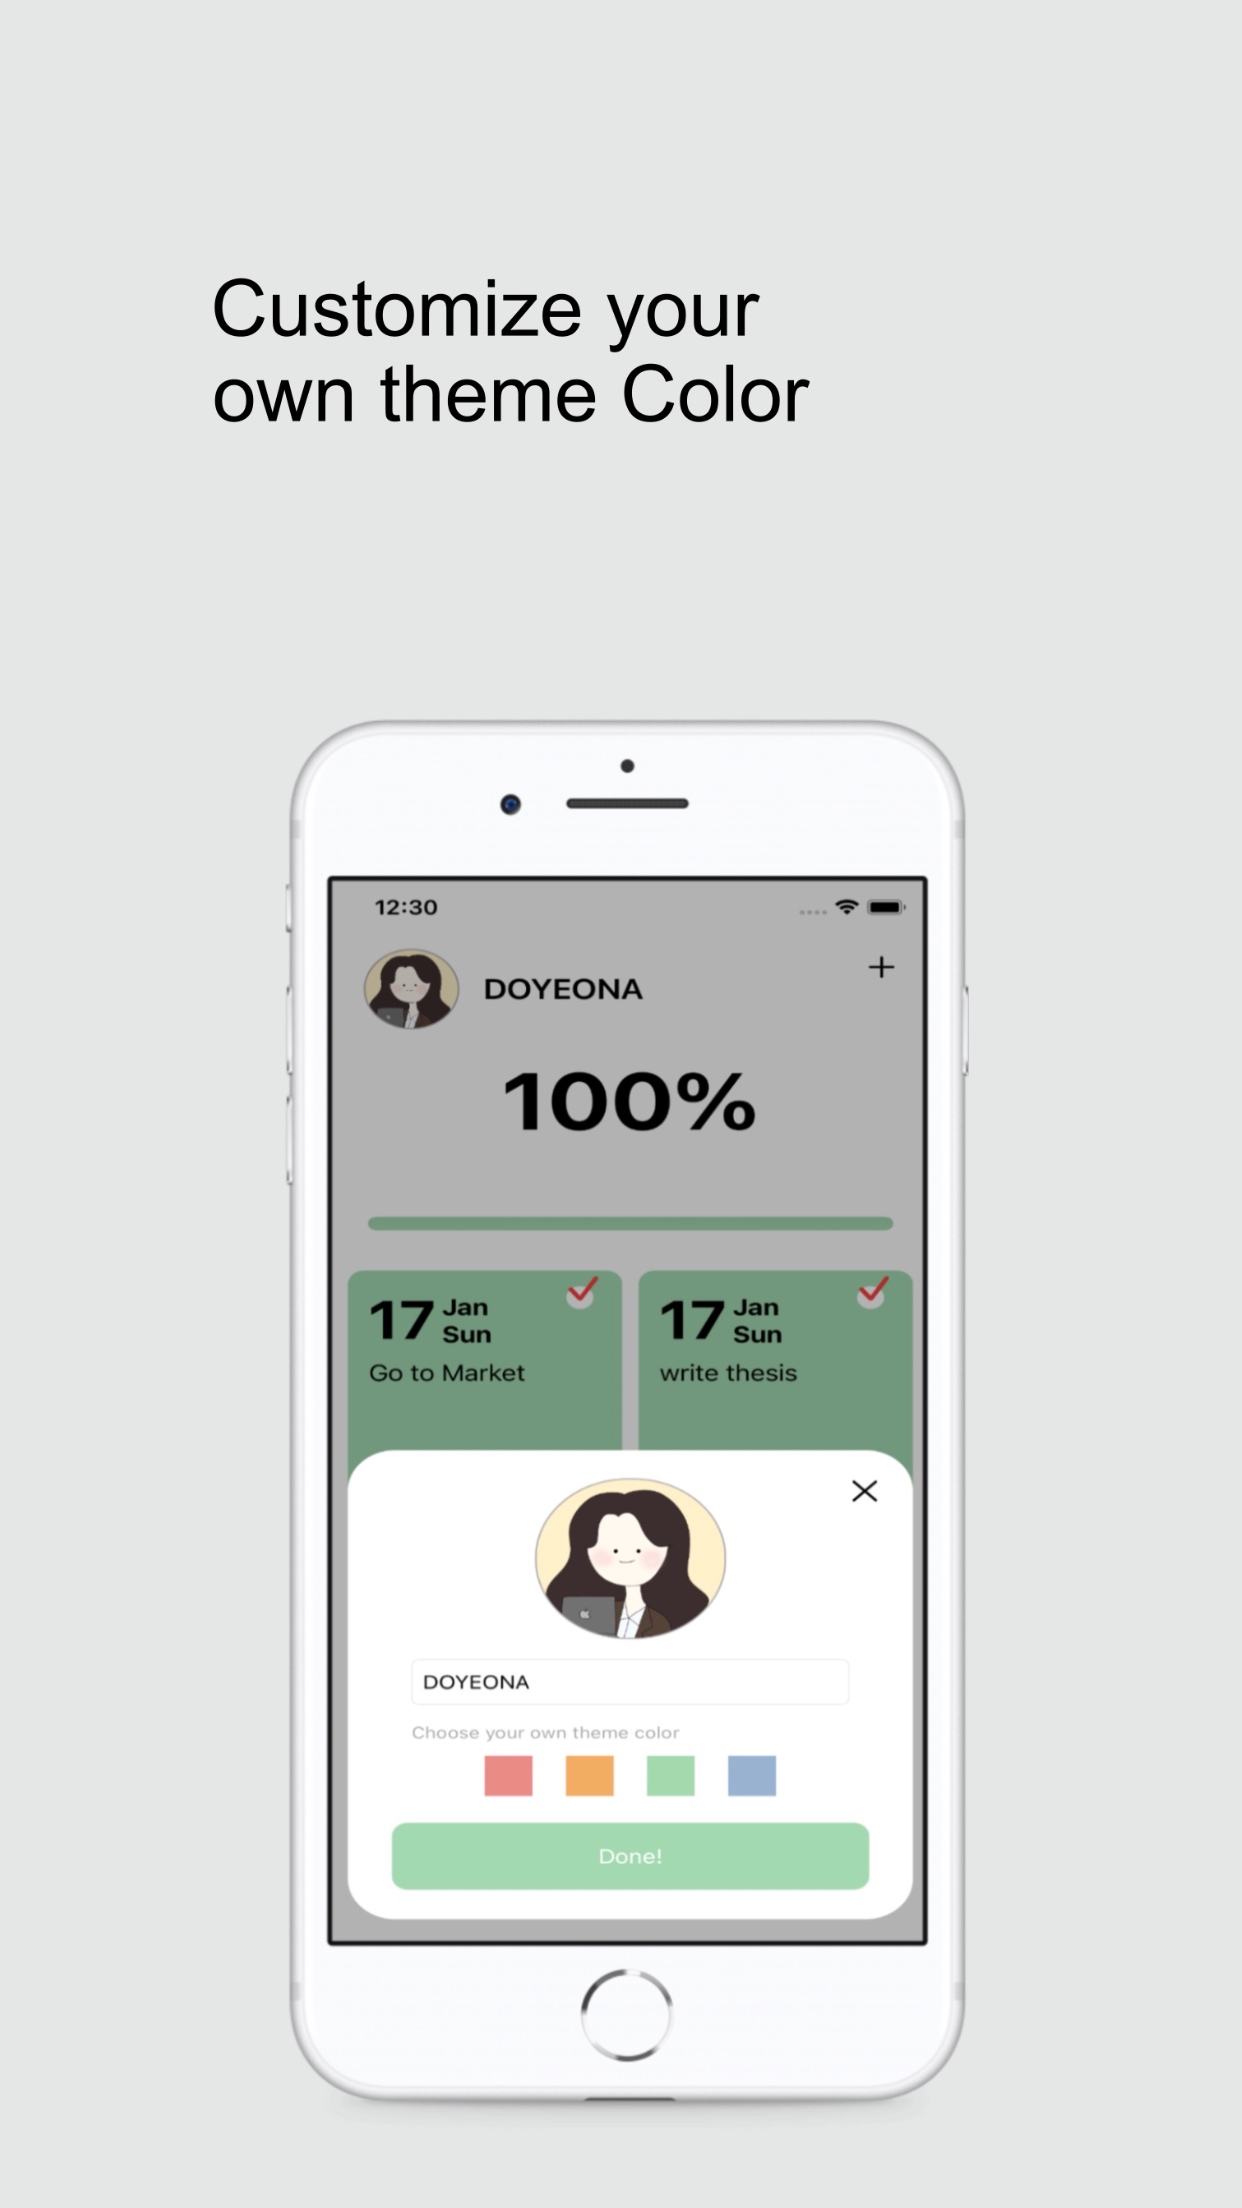 Customize your
own theme Color
12:30
DOYEONA
100%
17 Jan
Sun
Go to Market
17 Jan
Sun
write thesis
DOYEONA
Choose your own theme color
Done!